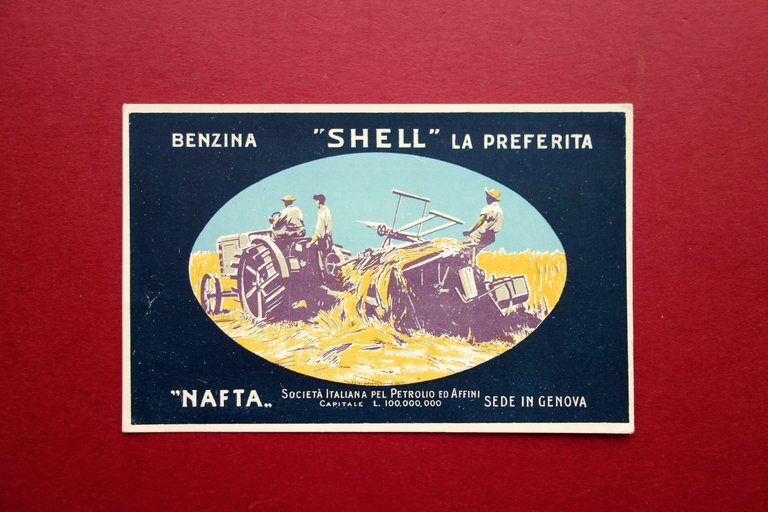 BENZINA "SHELL" LA PREFERITA
"NAFTA" SOCIETÀ ITALIANA PEL PETROLIO ED AFFINI
CAPITALE L. 100,000,000 SEDE IN GENOVA